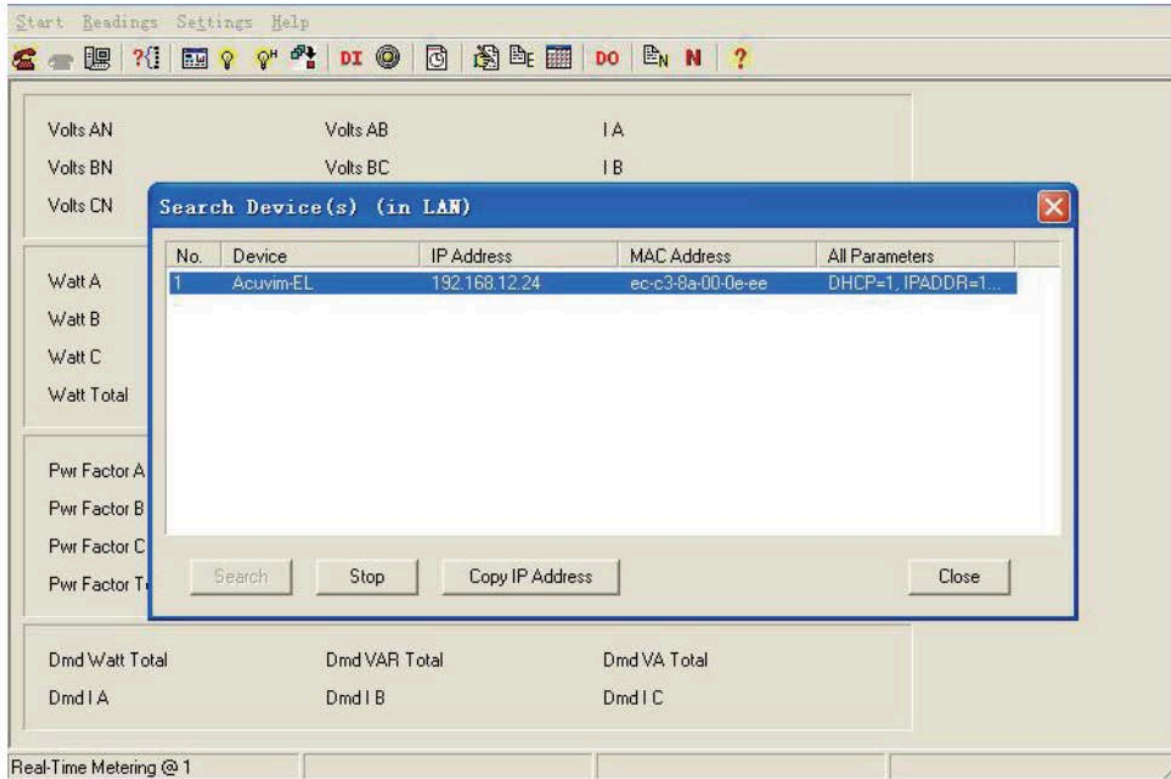 Start Readings Settings Help
?{} H DI E DO N N ?
Volts AN Volts AB I A
Volts BN Volts BC I B
Volts CN
Search Device(s) (in LAN)
No. Device IP Address MAC Address All Parameters
1 Acuvim-EL 192.168.12.24 ec-c3-8a-00-0e-ee DHCP=1, IPADDR=1...
Watt A
Watt B
Watt C
Watt Total
Pwr Factor A
Pwr Factor B
Pwr Factor C
Pwr Factor T
Search Stop Copy IP Address Close
Dmd Watt Total Dmd VAR Total Dmd VA Total
Dmd I A Dmd I B Dmd I C
Real-Time Metering @ 1